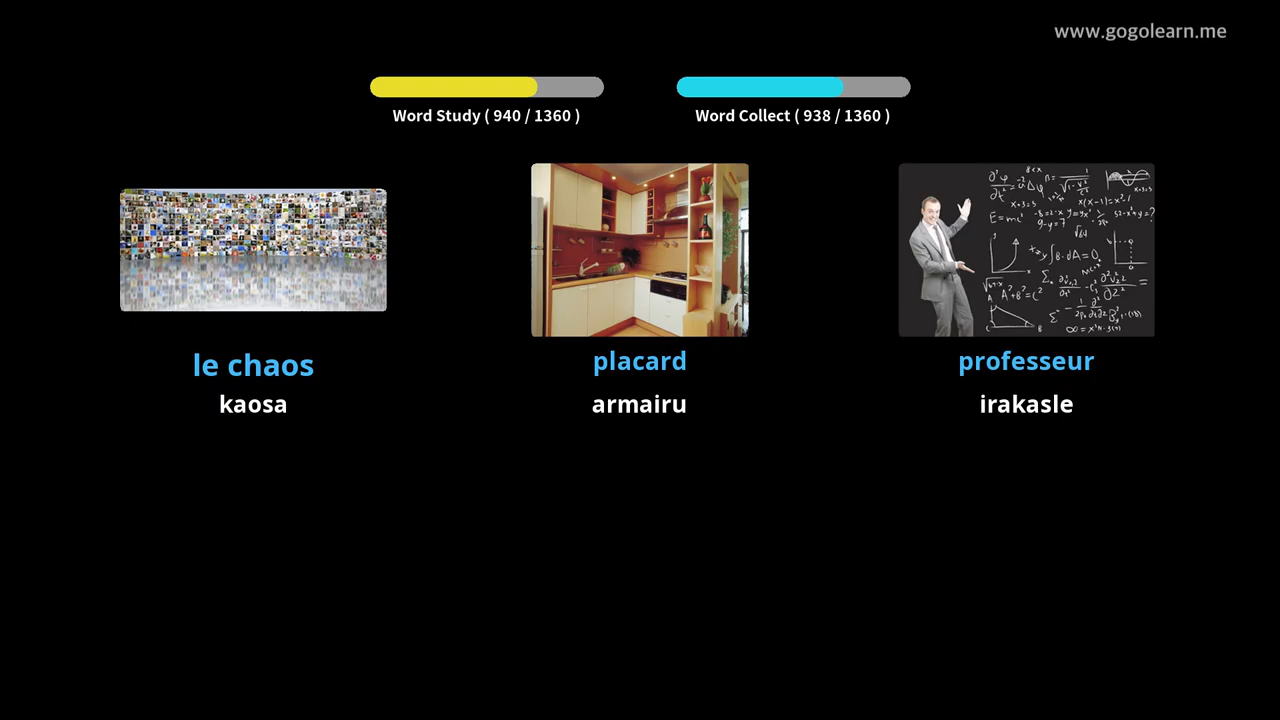 www.gogolearn.me
Word Study ( 940 / 1360 )
Word Collect ( 938 / 1360 )
le chaos
placard
professeur
kaosa
armairu
irakasle